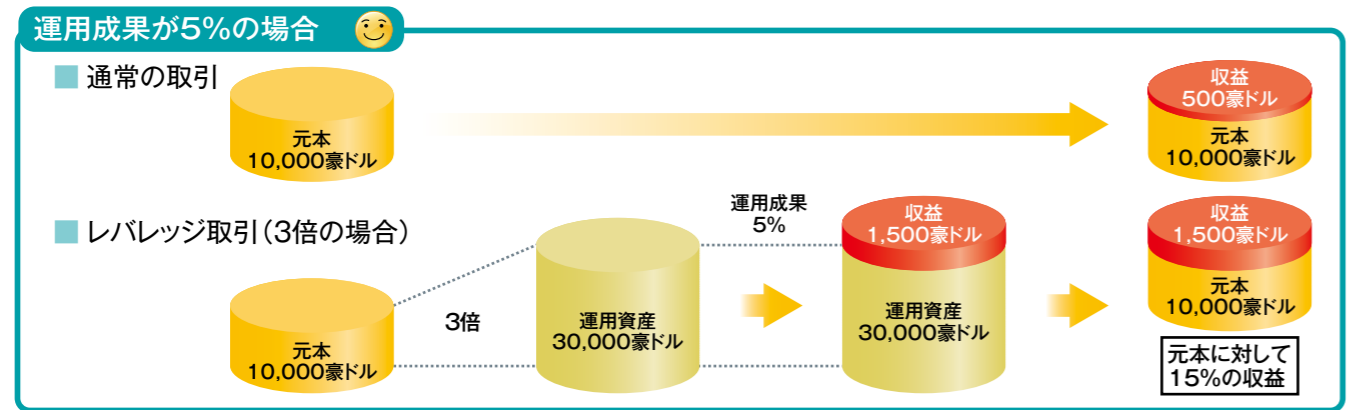 運用成果が5%の場合
■ 通常の取引
元本
10,000豪ドル
収益
500豪ドル
元本
10,000豪ドル
■ レバレッジ取引(3倍の場合)
元本
10,000豪ドル
3倍
運用資産
30,000豪ドル
運用成果
5%
収益
1,500豪ドル
運用資産
30,000豪ドル
収益
1,500豪ドル
元本
10,000豪ドル
元本に対して
15%の収益